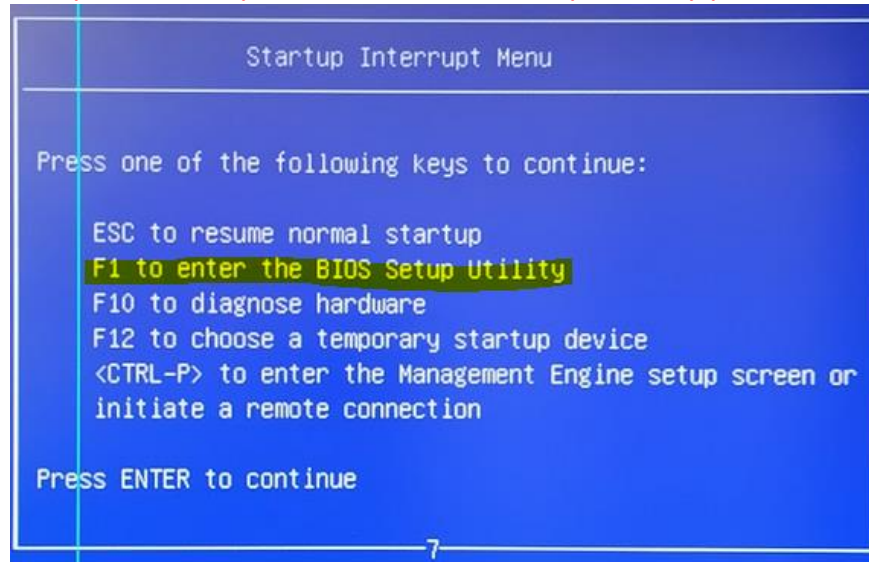 Startup Interrupt Menu
Press one of the following keys to continue:
ESC to resume normal startup
F1 to enter the BIOS Setup Utility
F10 to diagnose hardware
F12 to choose a temporary startup device
<CTRL-P> to enter the Management Engine setup screen or
initiate a remote connection
Press ENTER to continue
7